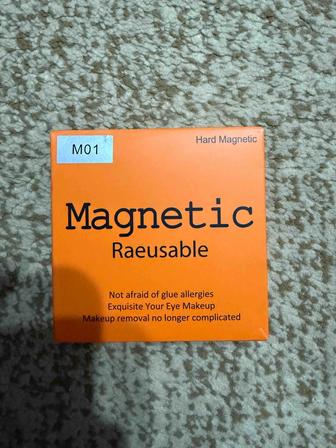 M01
Hard Magnetic
Magnetic
Raeusable
Not afraid of glue allergies
Exquisite Your Eye Makeup
Makeup removal no longer complicated